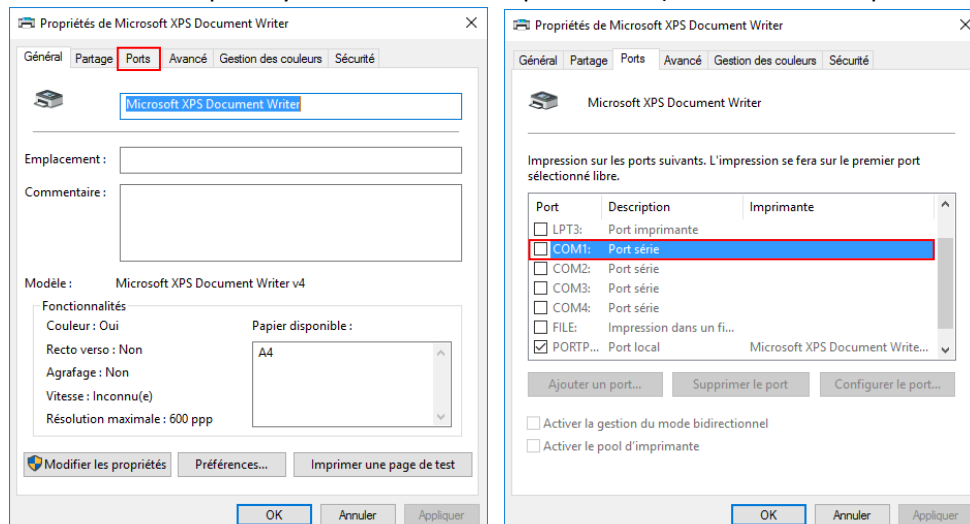 Propriétés de Microsoft XPS Document Writer
Général Partage Ports Avancé Gestion des couleurs Sécurité
Microsoft XPS Document Writer
Emplacement :
Commentaire :
Modèle : Microsoft XPS Document Writer v4
Fonctionnalités
Couleur : Oui
Papier disponible :
Recto verso : Non
A4
Agrafage : Non
Vitesse : Inconnu(e)
Résolution maximale : 600 ppp
Modifier les propriétés Préférences... Imprimer une page de test
OK Annuler Appliquer
Propriétés de Microsoft XPS Document Writer
Général Partage Ports Avancé Gestion des couleurs Sécurité
Microsoft XPS Document Writer
Impression sur les ports suivants. L'impression se fera sur le premier port
sélectionné libre.
Port Description Imprimante
LPT3: Port imprimante
COM1: Port série
COM2: Port série
COM3: Port série
COM4: Port série
FILE: Impression dans un fi...
PORTP... Port local Microsoft XPS Document Write...
Ajouter un port... Supprimer le port Configurer le port...
Activer la gestion du mode bidirectionnel
Activer le pool d'imprimante
OK Annuler Appliquer